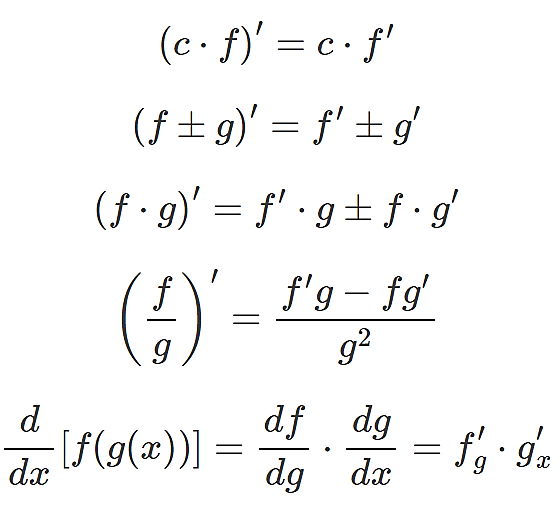 (c · f)′ = c · f′
(f ± g)′ = f′ ± g′
(f · g)′ = f′ · g ± f · g′
(f/g)′ = (f′g − fg′)/g²
d/dx [f(g(x))] = df/dg · dg/dx = f′_g · g′_x